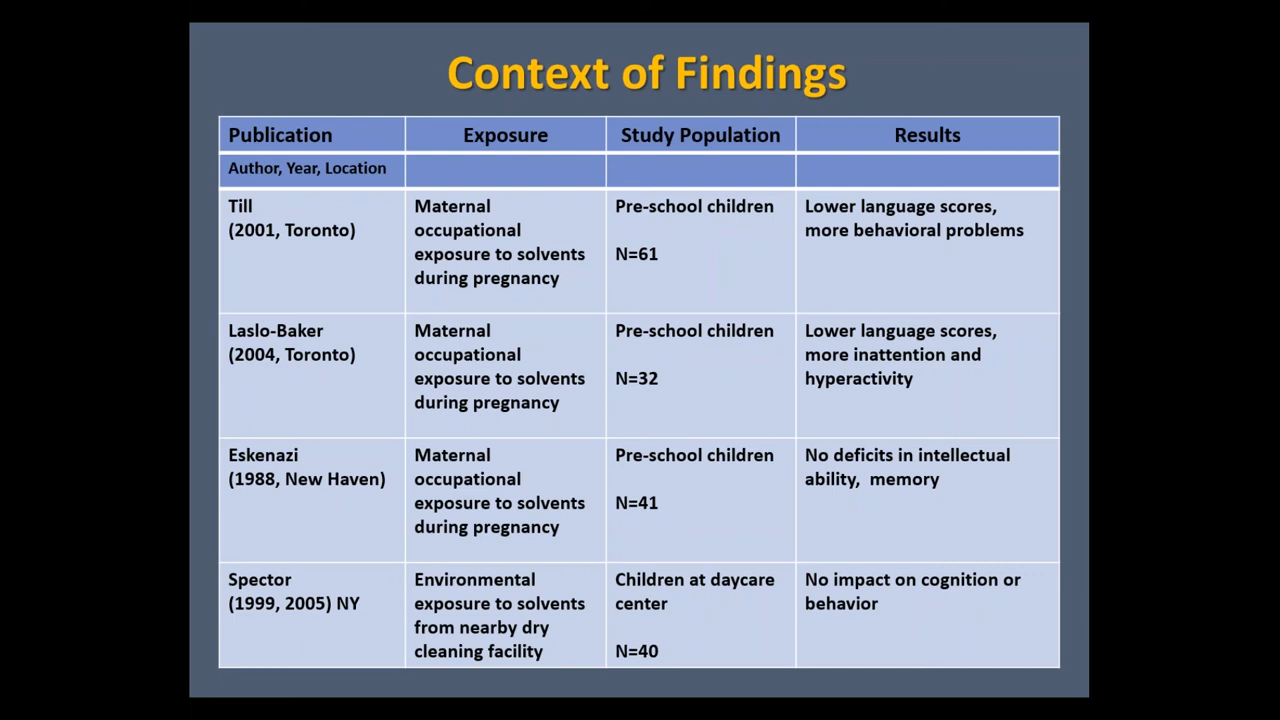 Context of Findings
Publication Exposure Study Population Results
Author, Year, Location
Till
(2001, Toronto)
Maternal
occupational
exposure to solvents
during pregnancy
Pre-school children
N=61
Lower language scores,
more behavioral problems
Laslo-Baker
(2004, Toronto)
Maternal
occupational
exposure to solvents
during pregnancy
Pre-school children
N=32
Lower language scores,
more inattention and
hyperactivity
Eskenazi
(1988, New Haven)
Maternal
occupational
exposure to solvents
during pregnancy
Pre-school children
N=41
No deficits in intellectual
ability, memory
Spector
(1999, 2005) NY
Environmental
exposure to solvents
from nearby dry
cleaning facility
Children at daycare
center
N=40
No impact on cognition or
behavior